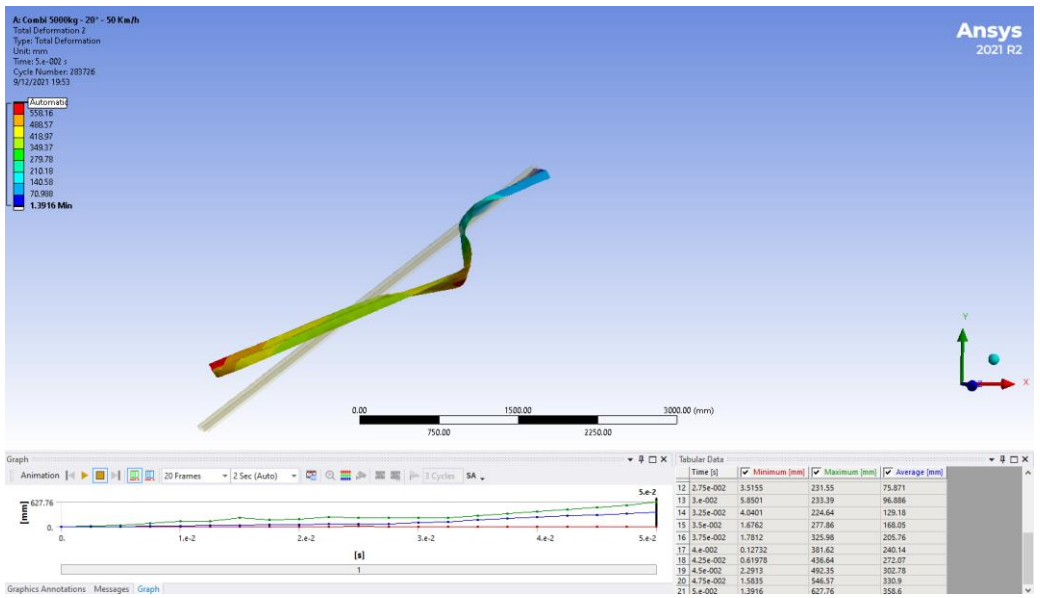 A: Combi 5000kg - 20° - 50 Km/h
Total Deformation 2
Type: Total Deformation
Unit: mm
Time: 5.e-002 s
Cycle Number: 283726
9/12/2021 19:53
Automatic
558.16
488.57
418.97
349.37
279.78
210.18
140.58
70.988
1.3916 Min
Ansys
2021 R2
Y
X
0.00 1500.00 3000.00 (mm)
750.00 2250.00
Graph
Animation 20 Frames 2 Sec (Auto) 3 Cycles SA
5.e-2
[mm] 627.76
0.
0. 1.e-2 2.e-2 3.e-2 4.e-2 5.e-2
[s]
1
Graphics Annotations Messages Graph
Tabular Data
Time [s] Minimum [mm] Maximum [mm] Average [mm]
12 2.75e-002 3.5155 231.55 75.871
13 3.e-002 5.8501 233.39 96.886
14 3.25e-002 4.0401 224.64 129.18
15 3.5e-002 1.6762 277.86 168.05
16 3.75e-002 1.7812 325.98 205.76
17 4.e-002 0.12732 381.62 240.14
18 4.25e-002 0.61978 436.64 272.07
19 4.5e-002 2.2913 492.35 302.78
20 4.75e-002 1.5835 546.57 330.9
21 5.e-002 1.3916 627.76 358.6